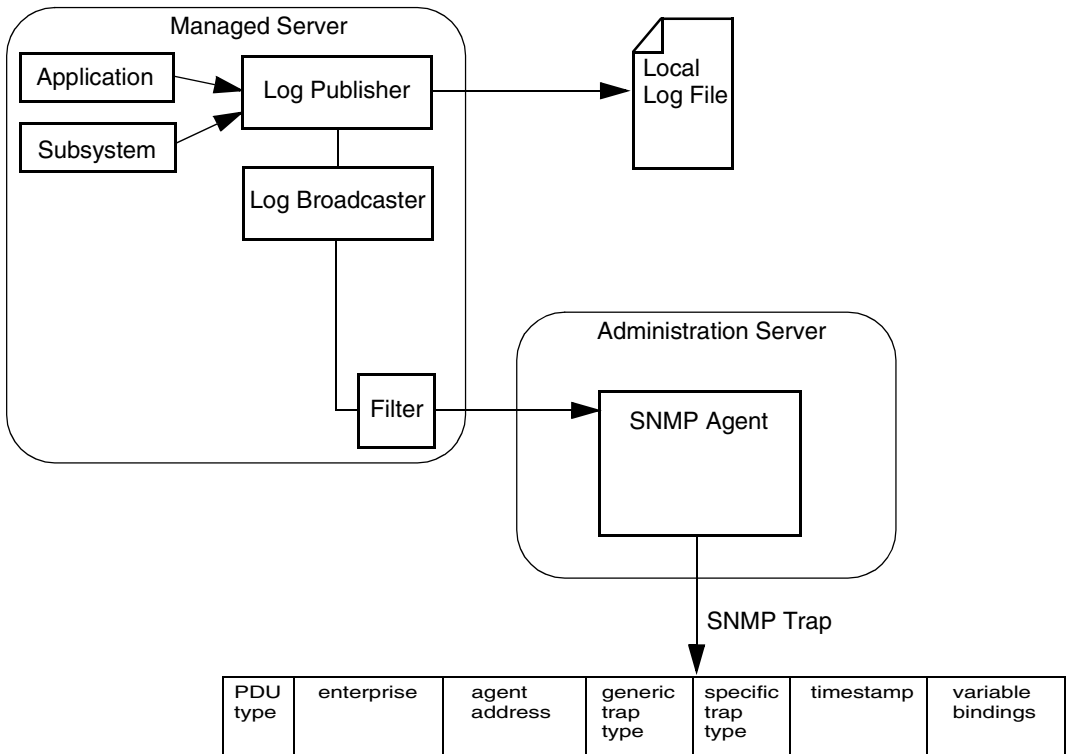 Managed Server
Application
Log Publisher
Local
Log File
Subsystem
Log Broadcaster
Administration Server
Filter
SNMP Agent
SNMP Trap
PDU
type
enterprise
agent
address
generic
trap
type
specific
trap
type
timestamp
variable
bindings